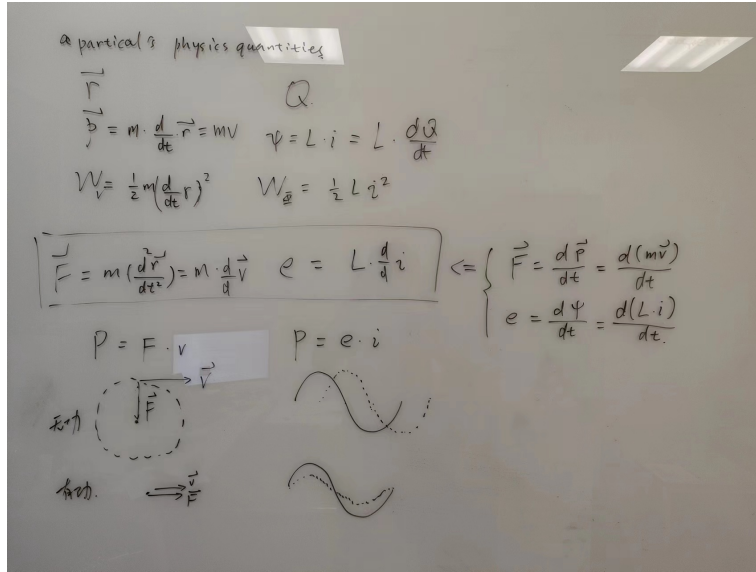 a partical's physics quantities
r⃗ Q
p⃗ = m · d/dt · r⃗ = mv ψ = L · i = L · dQ/dt
W_v = 1/2 m(d/dt r)² W_Φ = 1/2 L i²
F⃗ = m(d²r⃗/dt²) = m · d/d v⃗ e = L · d/d i <= { F⃗ = dp⃗/dt = d(mv⃗)/dt
e = dψ/dt = d(L·i)/dt.
P = F · v P = e · i
v⃗
F⃗
无功
有功. v⃗
F⃗